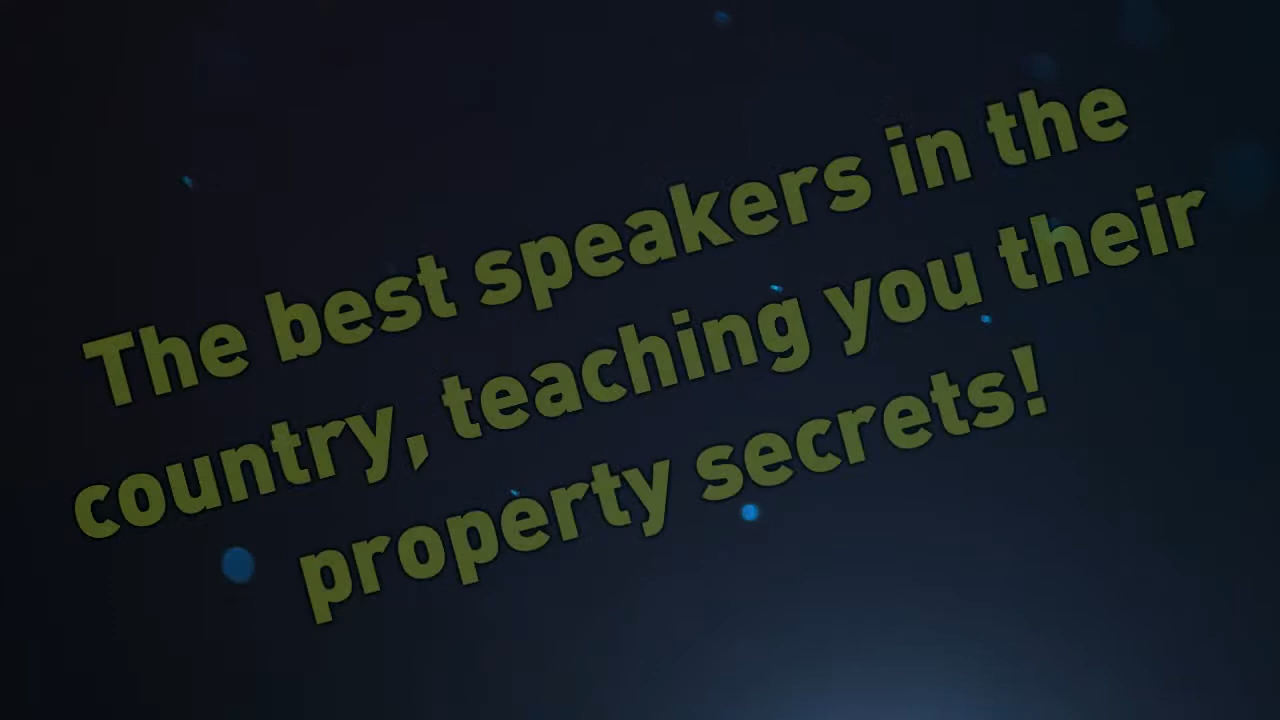 The best speakers in the
country, teaching you their
property secrets!